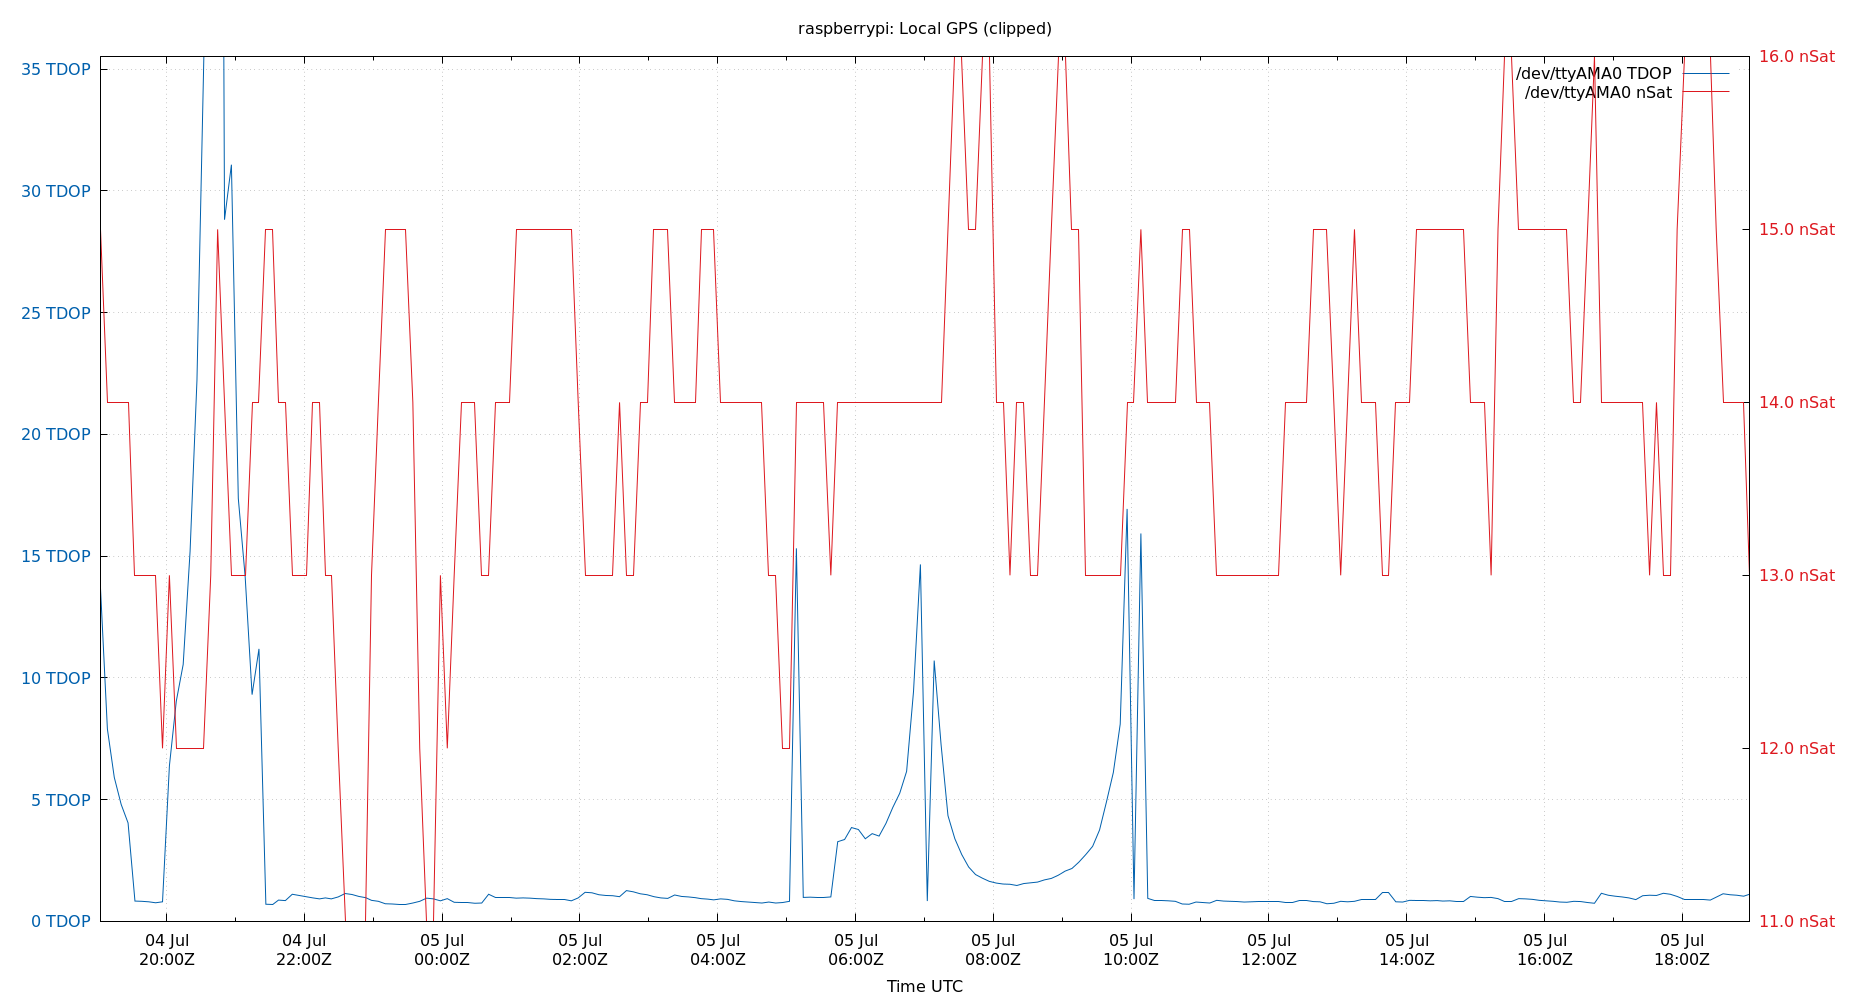 raspberrypi: Local GPS (clipped)
35 TDOP
30 TDOP
25 TDOP
20 TDOP
15 TDOP
10 TDOP
5 TDOP
0 TDOP
16.0 nSat
15.0 nSat
14.0 nSat
13.0 nSat
12.0 nSat
11.0 nSat
/dev/ttyAMA0 TDOP
/dev/ttyAMA0 nSat
04 Jul
20:00Z
04 Jul
22:00Z
05 Jul
00:00Z
05 Jul
02:00Z
05 Jul
04:00Z
05 Jul
06:00Z
05 Jul
08:00Z
05 Jul
10:00Z
05 Jul
12:00Z
05 Jul
14:00Z
05 Jul
16:00Z
05 Jul
18:00Z
Time UTC